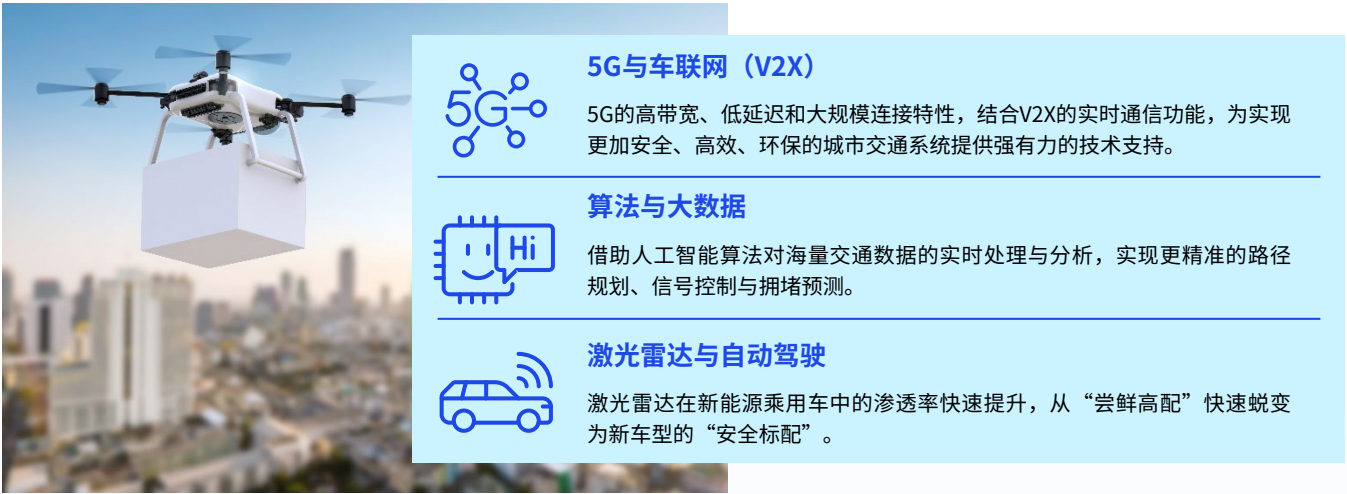 5G
5G与车联网（V2X）
5G的高带宽、低延迟和大规模连接特性，结合V2X的实时通信功能，为实现
更加安全、高效、环保的城市交通系统提供强有力的技术支持。
Hi
算法与大数据
借助人工智能算法对海量交通数据的实时处理与分析，实现更精准的路径
规划、信号控制与拥堵预测。
激光雷达与自动驾驶
激光雷达在新能源乘用车中的渗透率快速提升，从“尝鲜高配”快速蜕变
为新车型的“安全标配”。